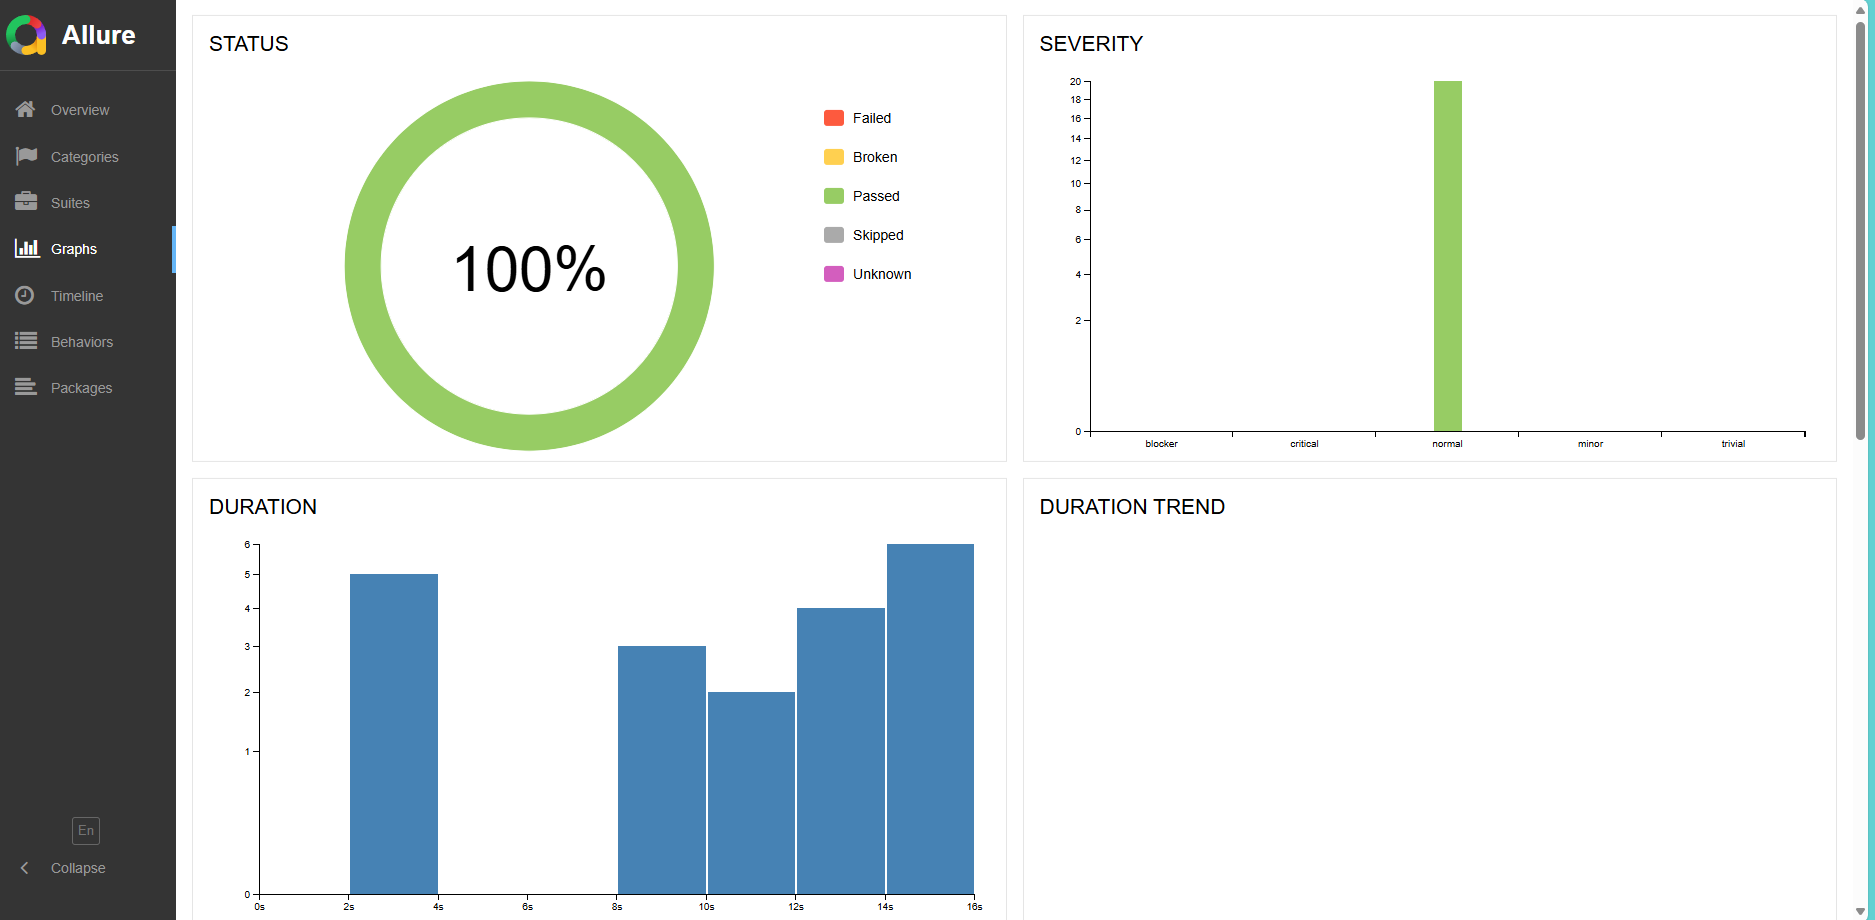 Allure
Overview
Categories
Suites
Graphs
Timeline
Behaviors
Packages
En
Collapse
STATUS
100%
Failed
Broken
Passed
Skipped
Unknown
SEVERITY
20
18
16
14
12
10
8
6
4
2
0
blocker critical normal minor trivial
DURATION
6
5
4
3
2
1
0
0s 2s 4s 6s 8s 10s 12s 14s 16s
DURATION TREND